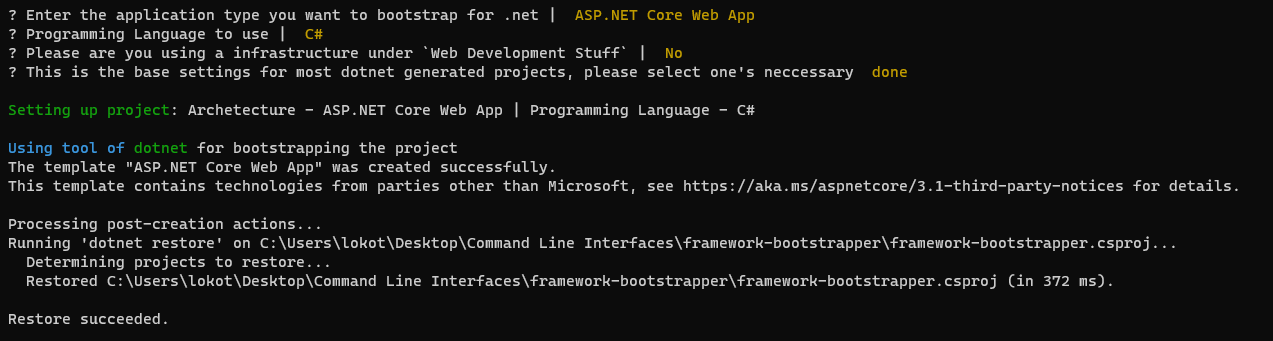 ? Enter the application type you want to bootstrap for .net |  ASP.NET Core Web App
? Programming Language to use |  C#
? Please are you using a infrastructure under `Web Development Stuff` |  No
? This is the base settings for most dotnet generated projects, please select one's neccessary  done
Setting up project: Archetecture - ASP.NET Core Web App | Programming Language - C#
Using tool of dotnet for bootstrapping the project
The template "ASP.NET Core Web App" was created successfully.
This template contains technologies from parties other than Microsoft, see https://aka.ms/aspnetcore/3.1-third-party-notices for details.
Processing post-creation actions...
Running 'dotnet restore' on C:\Users\lokot\Desktop\Command Line Interfaces\framework-bootstrapper\framework-bootstrapper.csproj...
  Determining projects to restore...
  Restored C:\Users\lokot\Desktop\Command Line Interfaces\framework-bootstrapper\framework-bootstrapper.csproj (in 372 ms).
Restore succeeded.